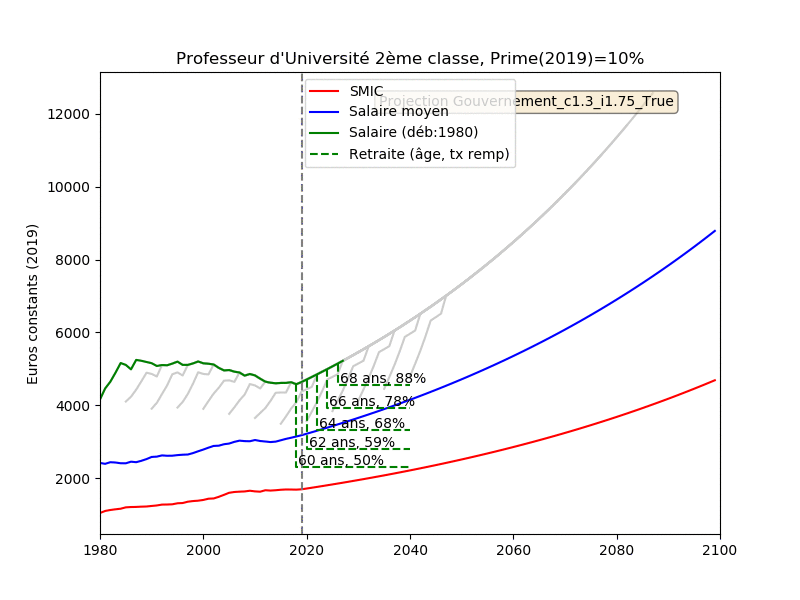 Professeur d'Université 2ème classe, Prime(2019)=10%
SMIC
Salaire moyen
Salaire (déb:1980)
Retraite (âge, tx remp)
Projection Gouvernement_c1.3_i1.75_True
Euros constants (2019)
12000
10000
8000
6000
4000
2000
68 ans, 88%
66 ans, 78%
64 ans, 68%
62 ans, 59%
60 ans, 50%
1980
2000
2020
2040
2060
2080
2100